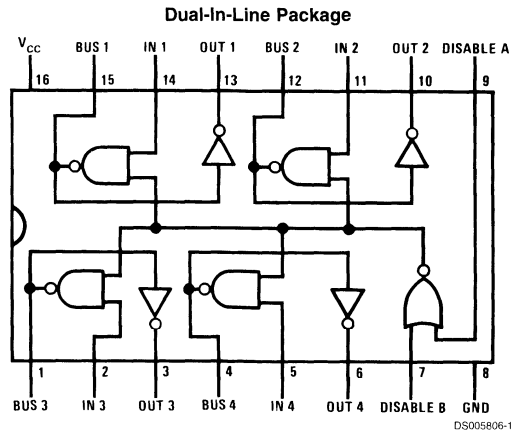 Dual-In-Line Package
VCC BUS 1 IN 1 OUT 1 BUS 2 IN 2 OUT 2 DISABLE A
16 15 14 13 12 11 10 9
1 2 3 4 5 6 7 8
BUS 3 IN 3 OUT 3 BUS 4 IN 4 OUT 4 DISABLE B GND
DS005806-1